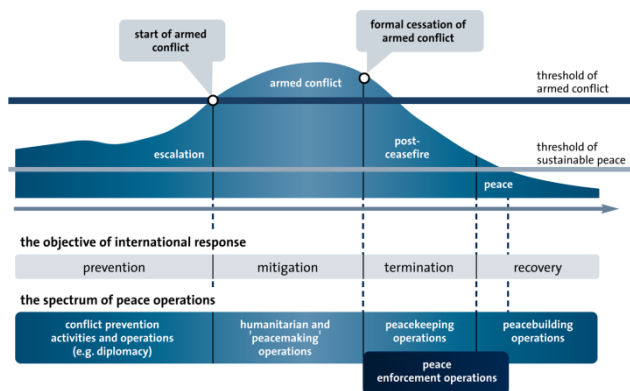 start of armed
conflict
formal cessation of
armed conflict
armed conflict
threshold of
armed conflict
escalation
post-
ceasefire
threshold of
sustainable peace
peace
the objective of international response
prevention
mitigation
termination
recovery
the spectrum of peace operations
conflict prevention
activities and operations
(e.g. diplomacy)
humanitarian and
'peacemaking'
operations
peacekeeping
operations
peacebuilding
operations
peace
enforcement operations